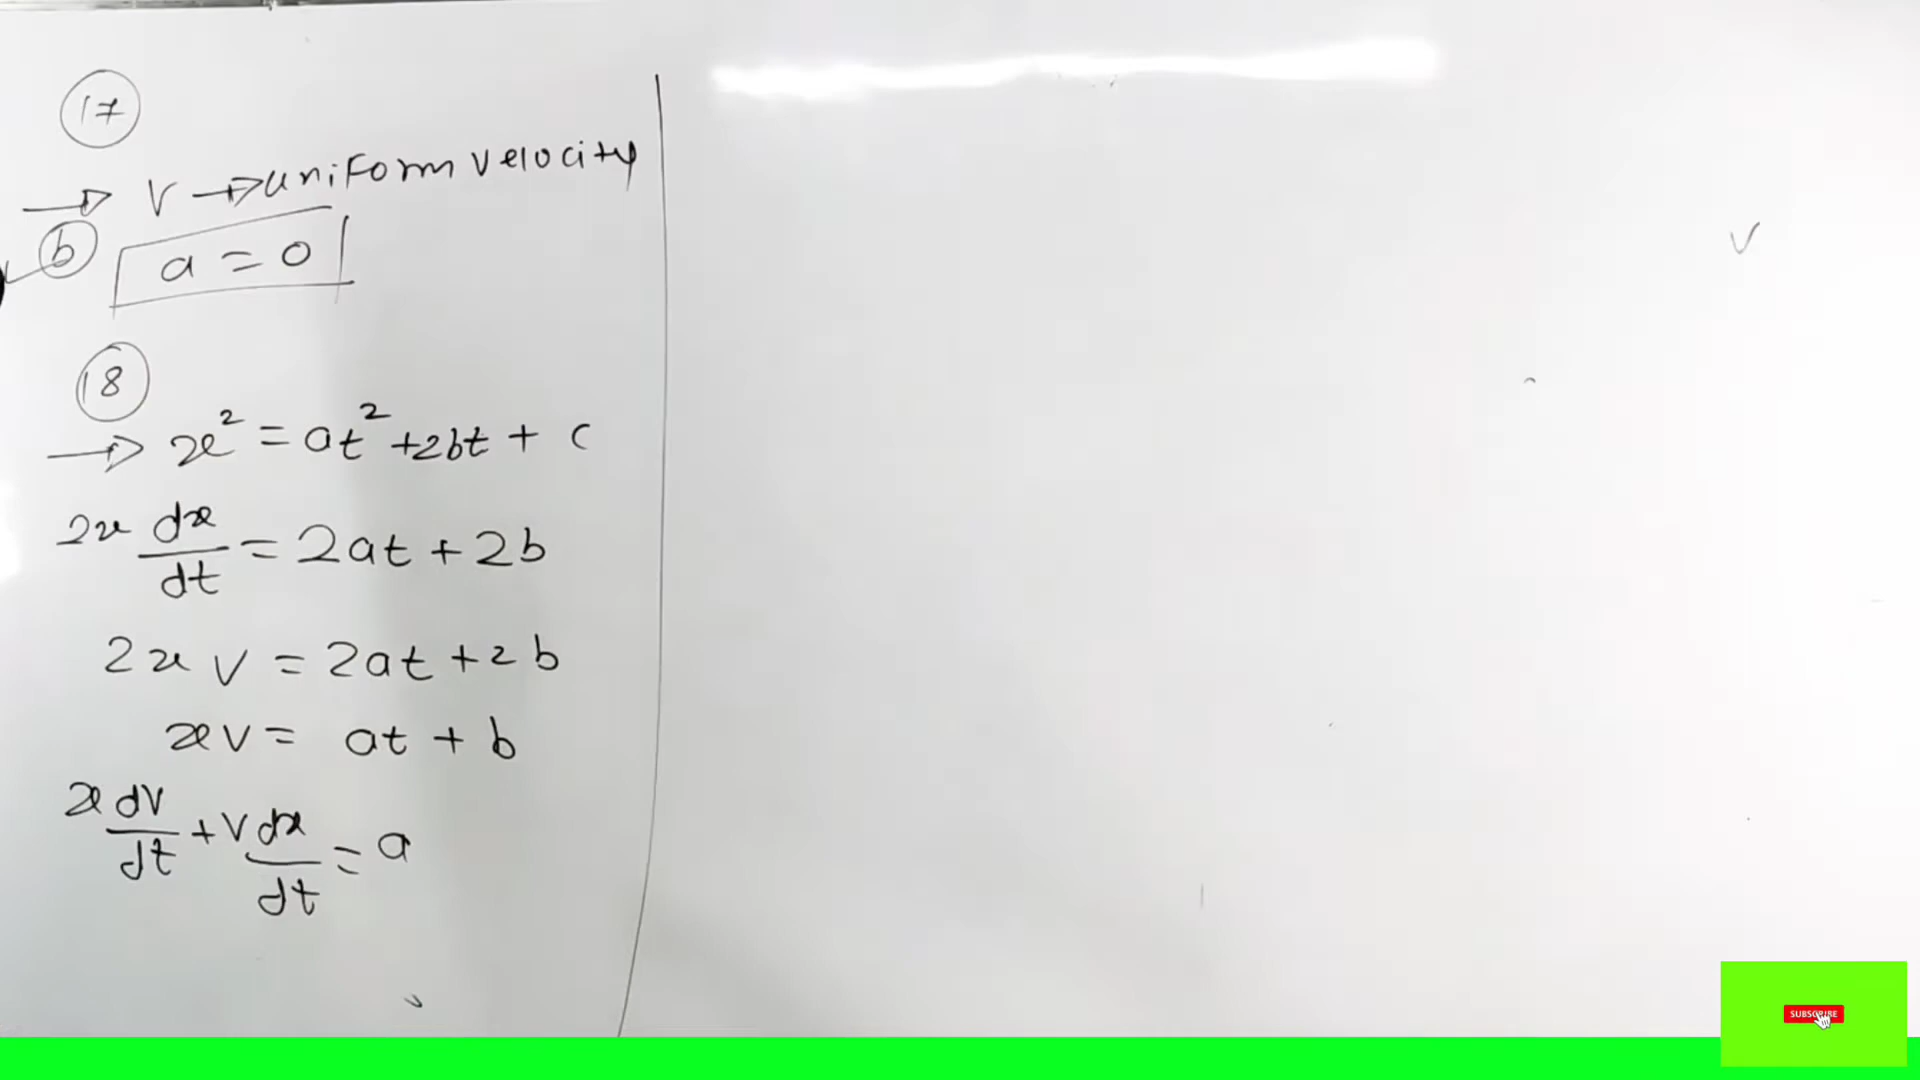 17
→ V → uniform velocity
b a = 0
18
→ x² = at² + 2bt + c
2x dx/dt = 2at + 2b
2x v = 2at + 2b
xv = at + b
x dv/dt + v dx/dt = a
V
SUBSCRIBE